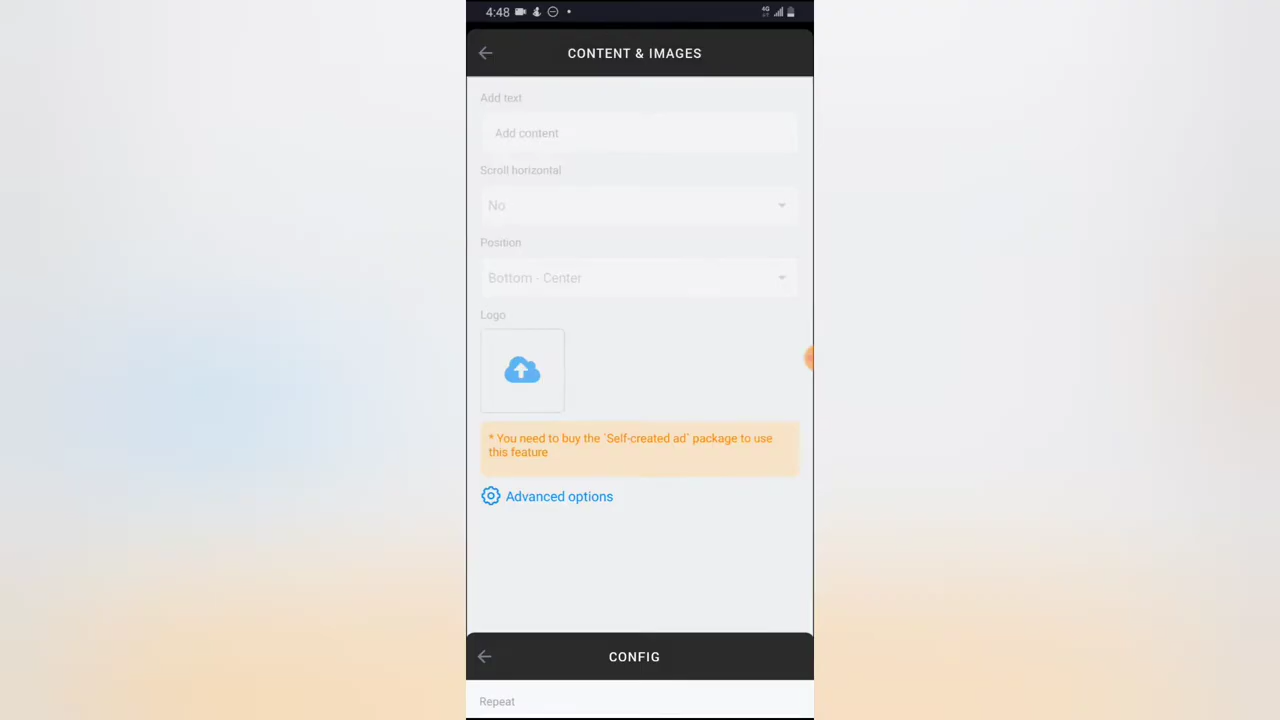 4:48
4G
CONTENT & IMAGES
Add text
Add content
Scroll horizontal
No
Position
Bottom - Center
Logo
* You need to buy the `Self-created ad` package to use
this feature
Advanced options
CONFIG
Repeat